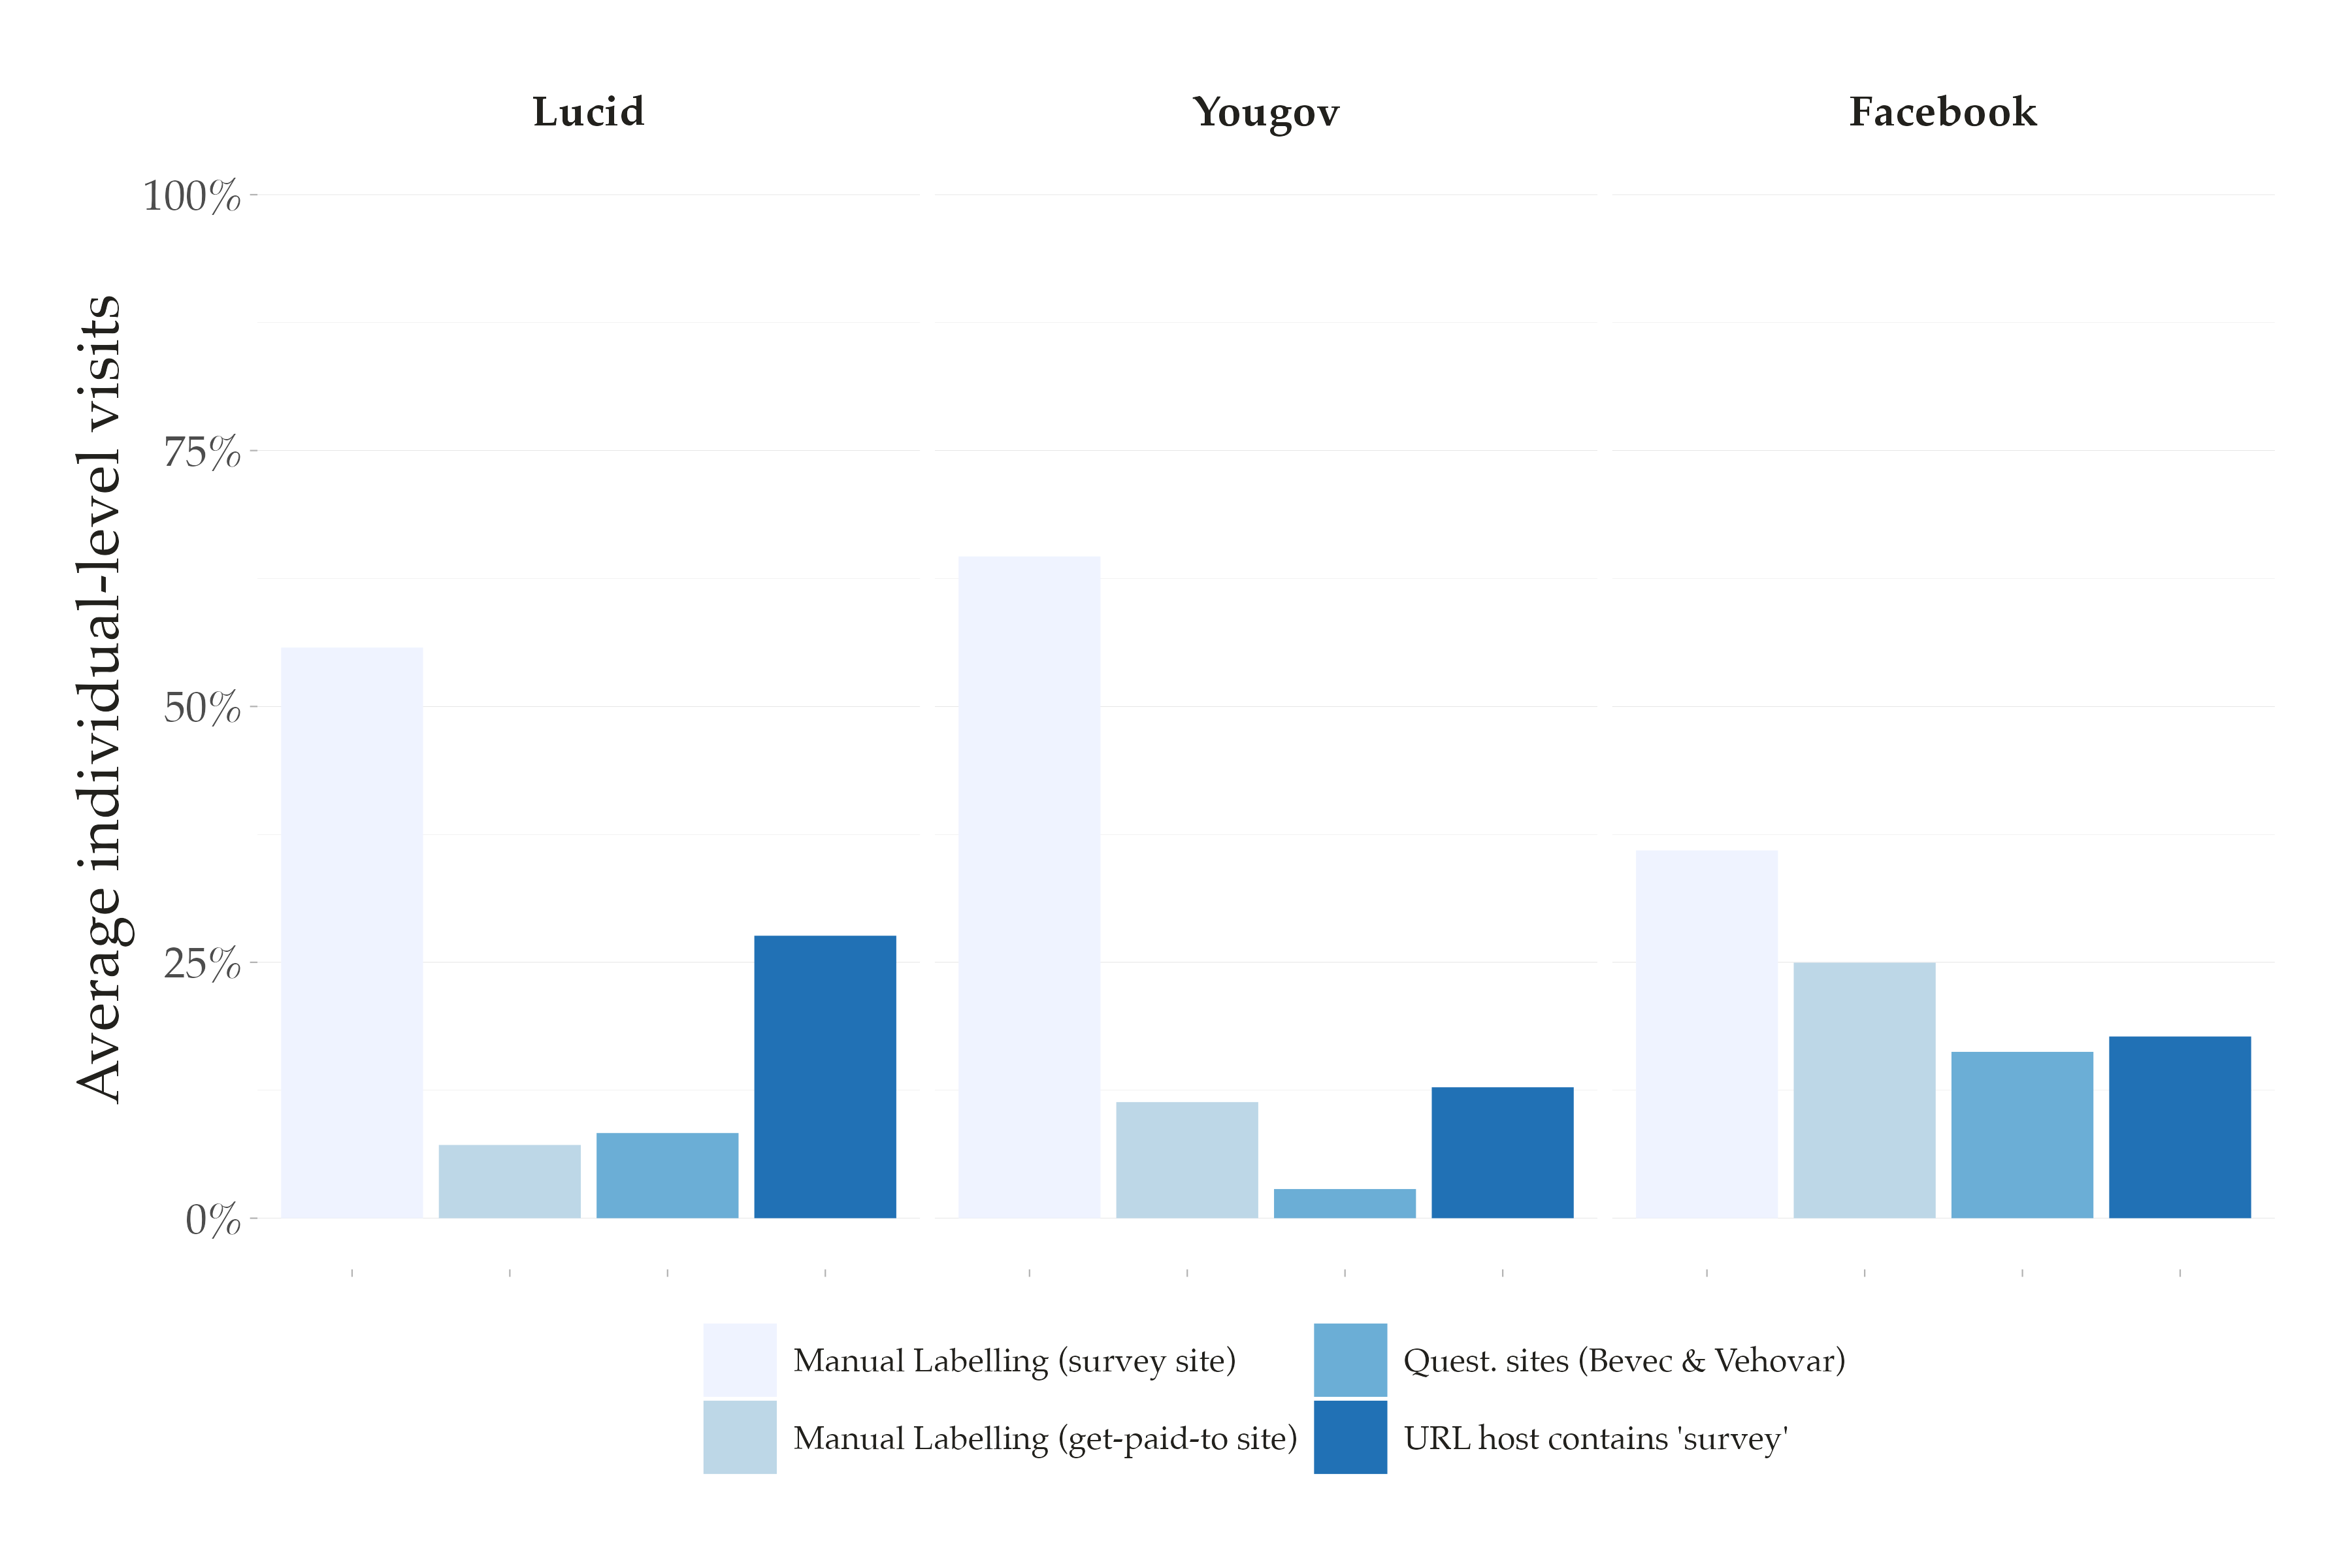 Lucid
Yougov
Facebook
100%
75%
50%
25%
0%
Average individual-level visits
Manual Labelling (survey site)
Quest. sites (Bevec & Vehovar)
Manual Labelling (get-paid-to site)
URL host contains 'survey'